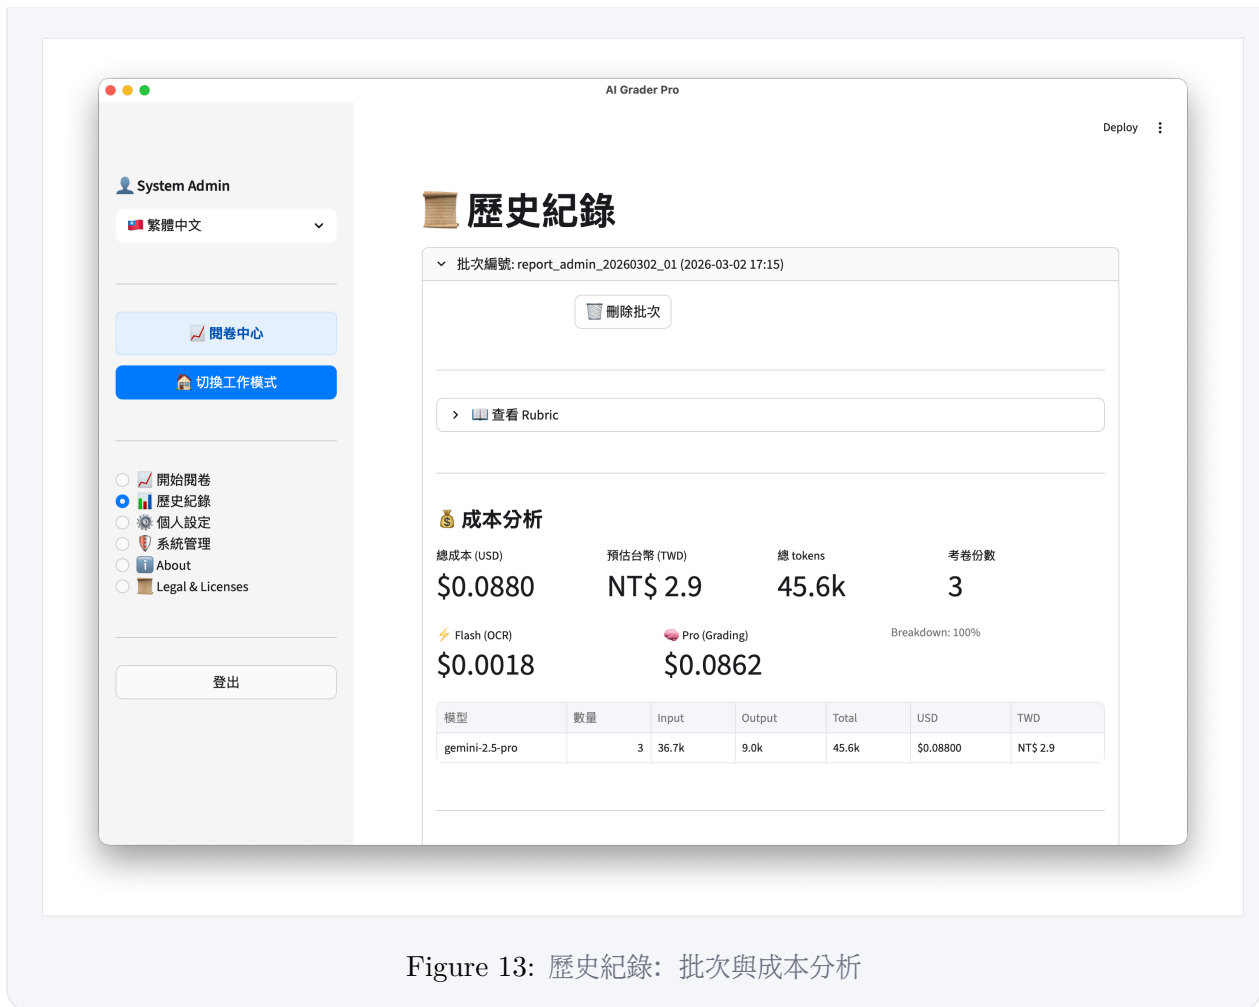 AI Grader Pro
Deploy
System Admin
繁體中文
閱卷中心
切換工作模式
開始閱卷
歷史紀錄
個人設定
系統管理
About
Legal & Licenses
登出
歷史紀錄
批次編號: report_admin_20260302_01 (2026-03-02 17:15)
刪除批次
查看 Rubric
成本分析
總成本 (USD) 預估台幣 (TWD) 總 tokens 考卷份數
$0.0880 NT$ 2.9 45.6k 3
Flash (OCR) Pro (Grading) Breakdown: 100%
$0.0018 $0.0862
模型 數量 Input Output Total USD TWD
gemini-2.5-pro 3 36.7k 9.0k 45.6k $0.08800 NT$ 2.9
Figure 13: 歷史紀錄：批次與成本分析